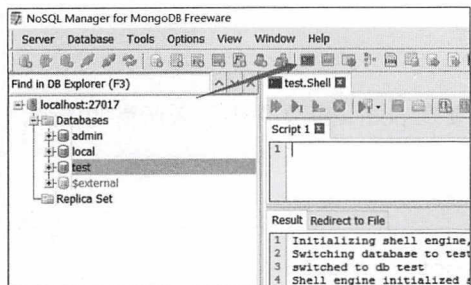 NoSQL Manager for MongoDB Freeware
Server Database Tools Options View Window Help
Find in DB Explorer (F3)
test.Shell
localhost:27017
Databases
admin
local
test
$external
Replica Set
Script 1
1
Result Redirect to File
1 Initializing shell engine,
2 Switching database to test
3 switched to db test
4 Shell engine initialized